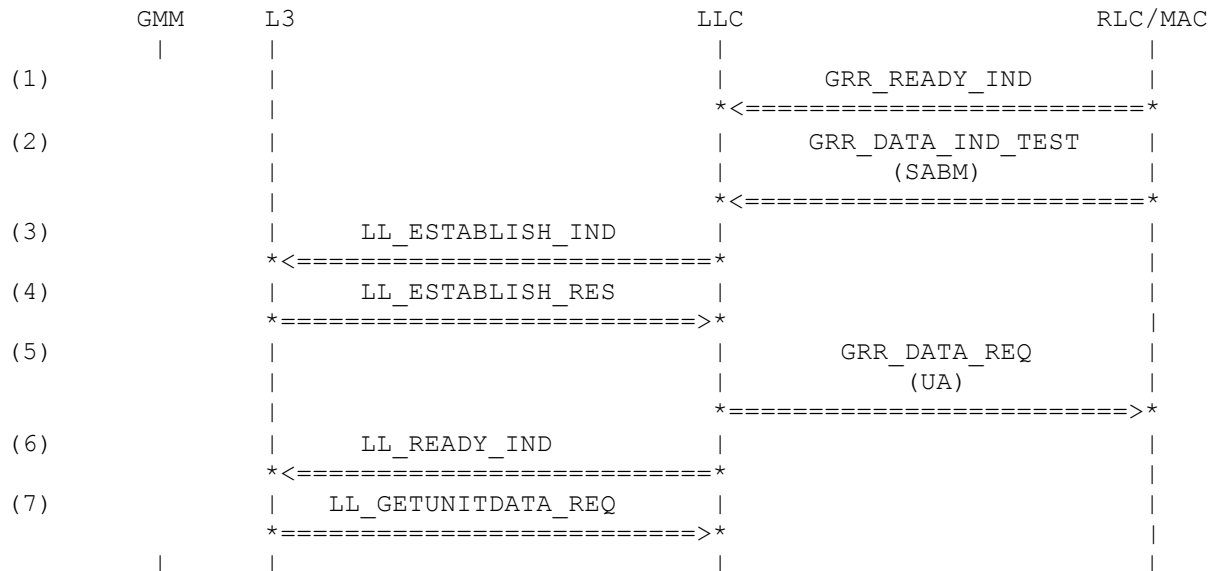 GMM     L3                         LLC                        RLC/MAC
         |      |                           |                          |
(1)             |                           |      GRR_READY_IND       |
                |                           *<=========================*
(2)             |                           |     GRR_DATA_IND_TEST    |
                |                           |          (SABM)          |
                |                           *<=========================*
(3)             |     LL_ESTABLISH_IND      |                          |
                *<==========================*                          |
(4)             |     LL_ESTABLISH_RES      |                          |
                *==========================>*                          |
(5)             |                           |       GRR_DATA_REQ       |
                |                           |           (UA)           |
                |                           *=========================>*
(6)             |     LL_READY_IND          |                          |
                *<==========================*                          |
(7)             |   LL_GETUNITDATA_REQ      |                          |
                *==========================>*                          |
         |      |                           |                          |